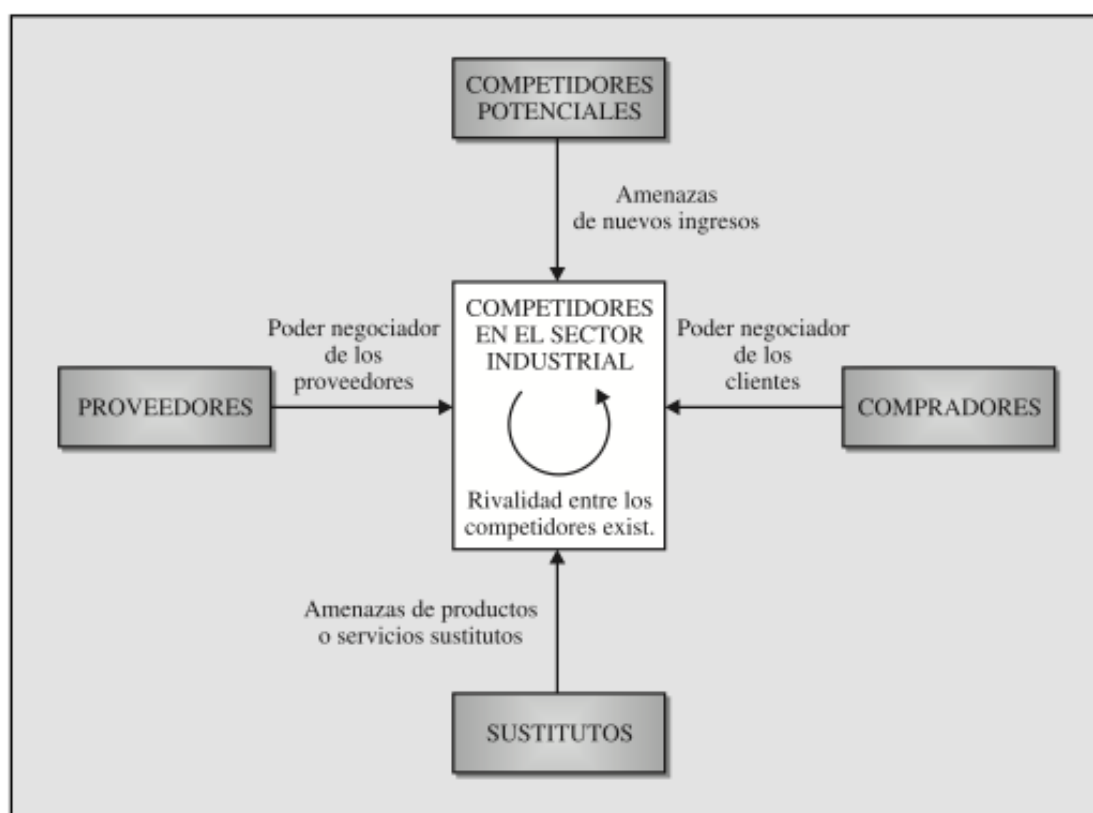 COMPETIDORES
POTENCIALES
Amenazas
de nuevos ingresos
Poder negociador
de los
proveedores
PROVEEDORES
COMPETIDORES
EN EL SECTOR
INDUSTRIAL
Rivalidad entre los
competidores exist.
Poder negociador
de los
clientes
COMPRADORES
Amenazas de productos
o servicios sustitutos
SUSTITUTOS